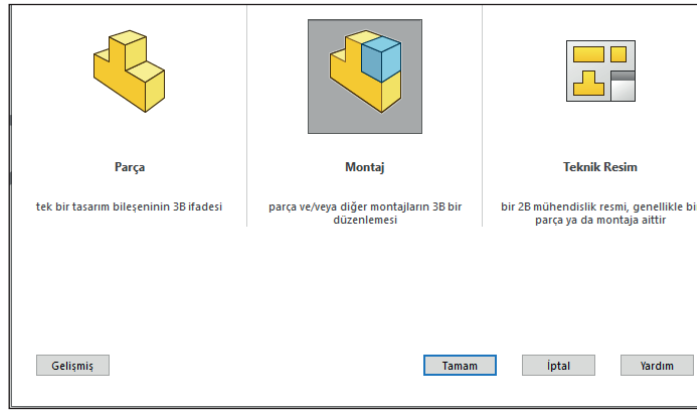 Parça
tek bir tasarım bileşeninin 3B ifadesi
Montaj
parça ve/veya diğer montajların 3B bir
düzenlemesi
Teknik Resim
bir 2B mühendislik resmi, genellikle bi
parça ya da montaja aittir
Gelişmiş
Tamam
İptal
Yardım